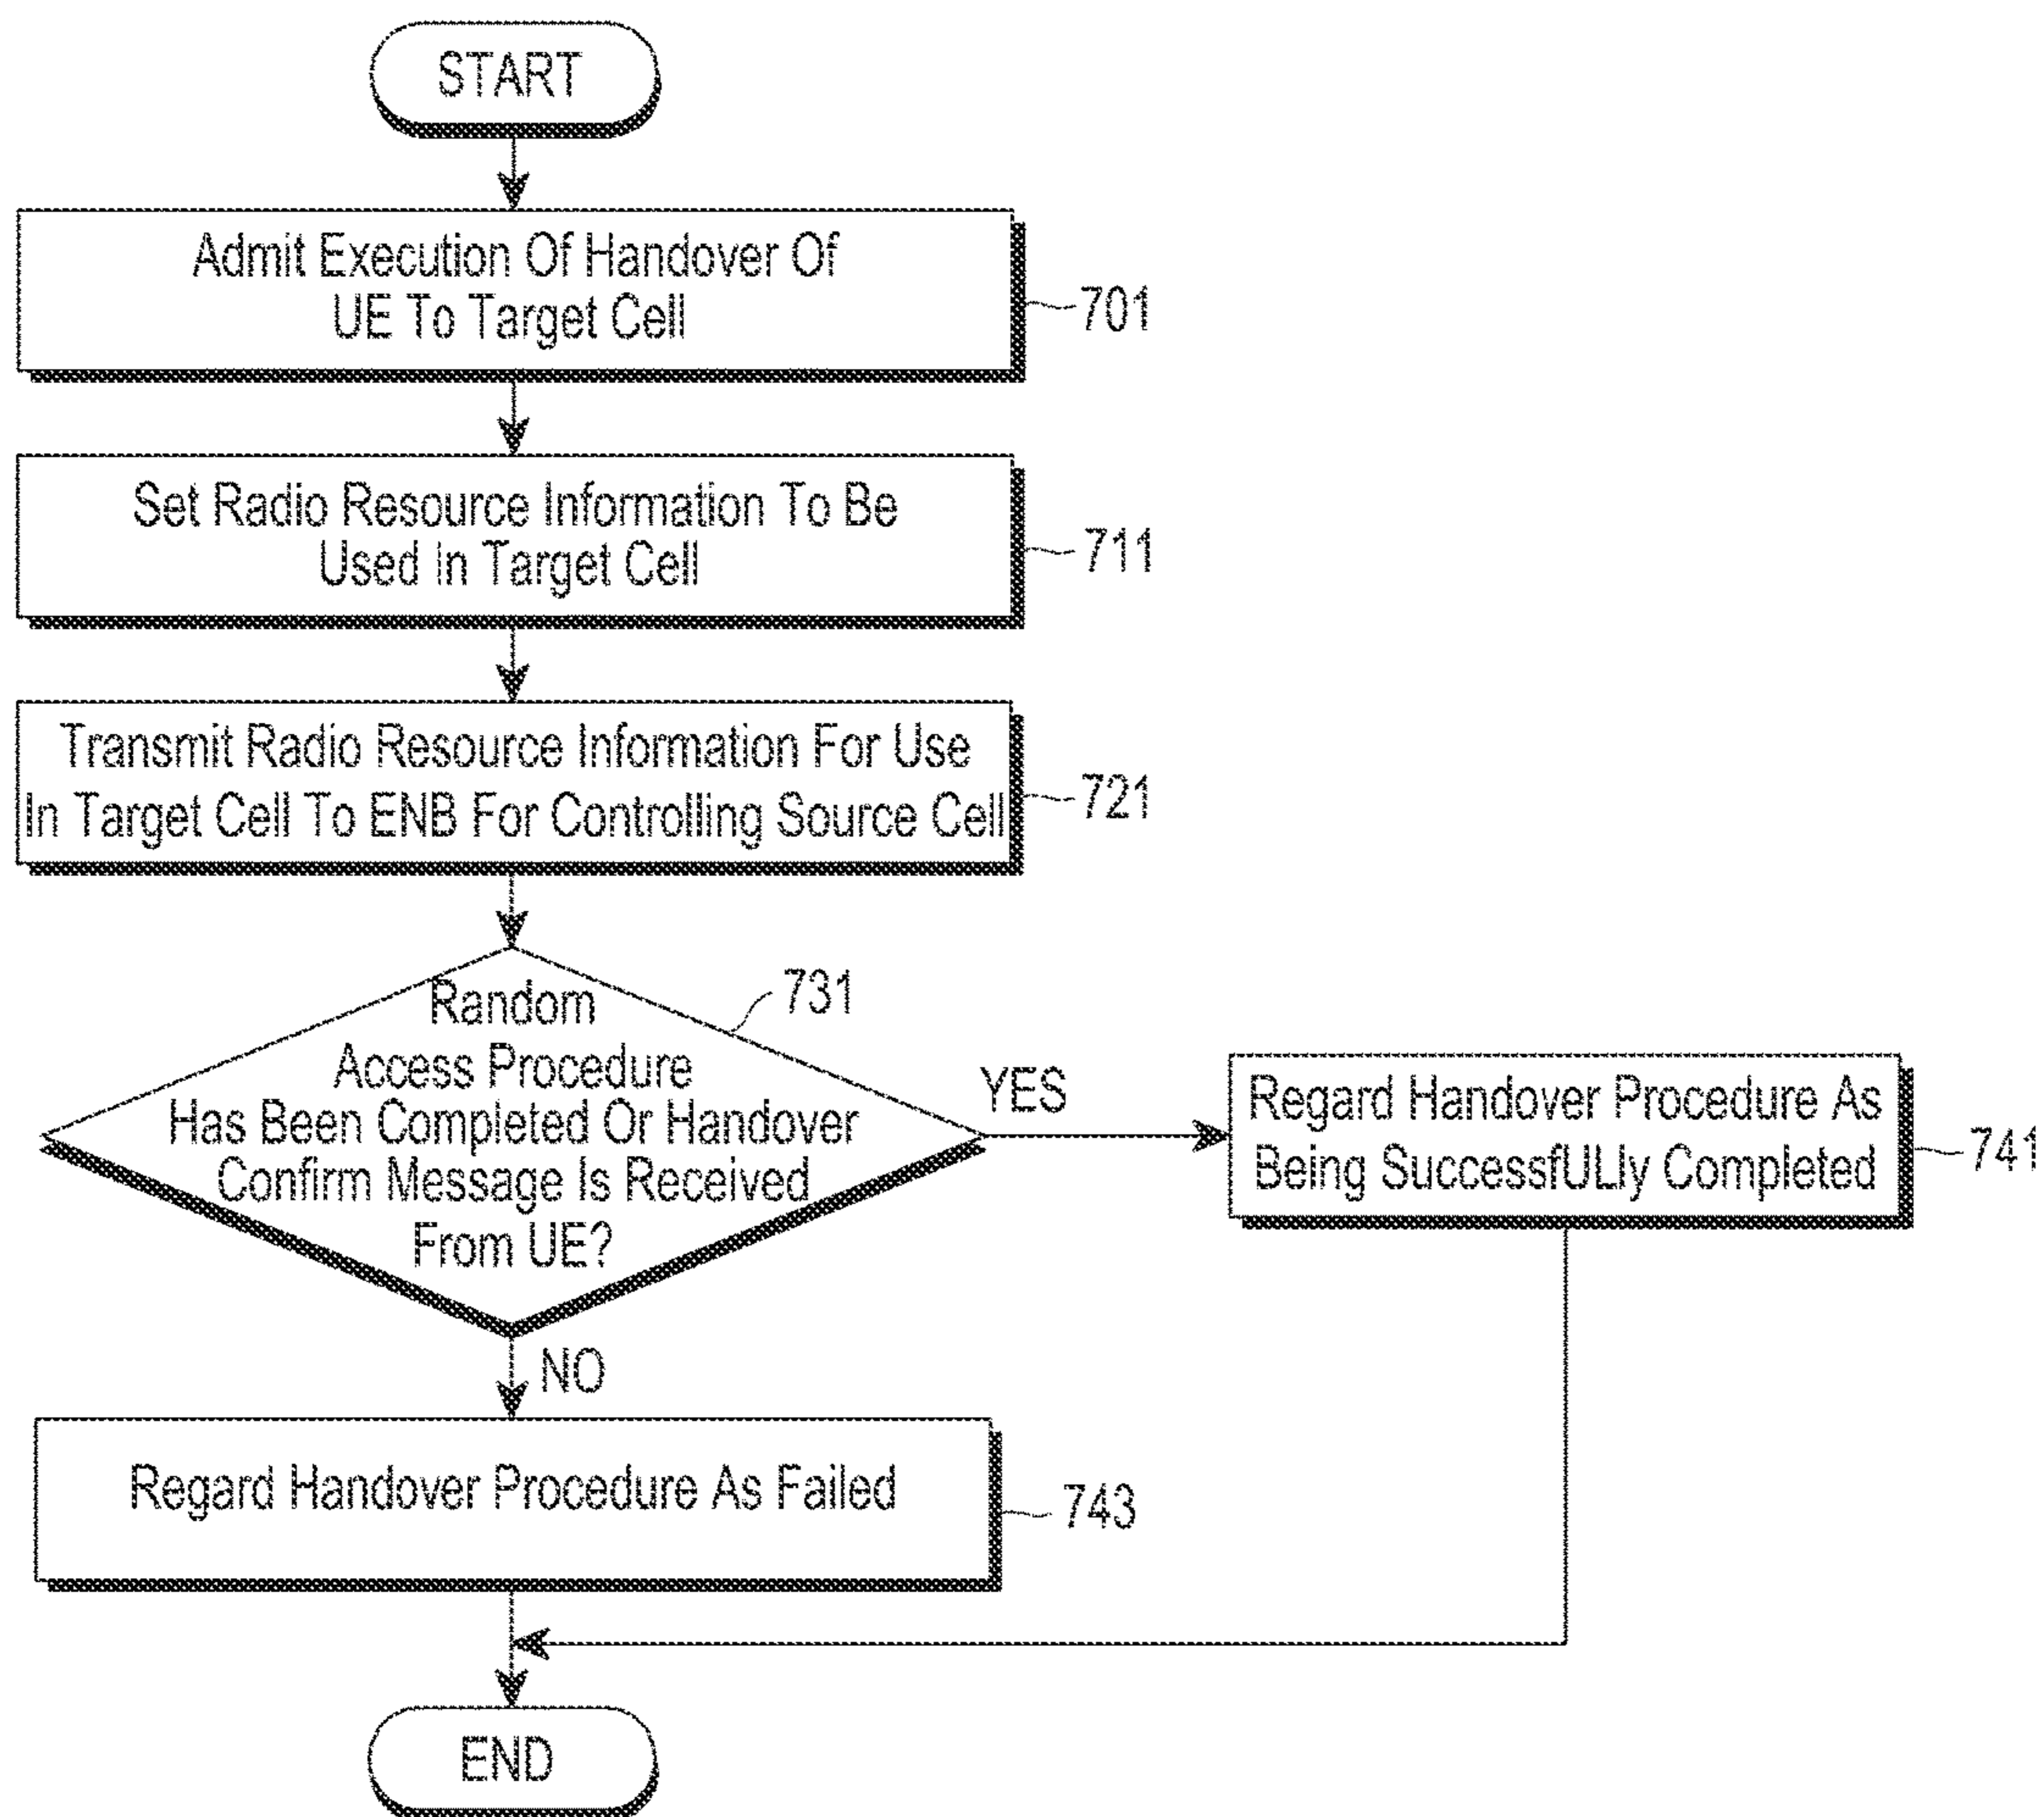 START
Admit Execution Of Handover Of
UE To Target Cell
701
Set Radio Resource Information To Be
Used In Target Cell
711
Transmit Radio Resource Information For Use
In Target Cell To ENB For Controlling Source Cell
721
Random
Access Procedure
Has Been Completed Or Handover
Confirm Message Is Received
From UE?
731
YES
Regard Handover Procedure As
Being SuccessfULly Completed
741
NO
Regard Handover Procedure As Failed
743
END